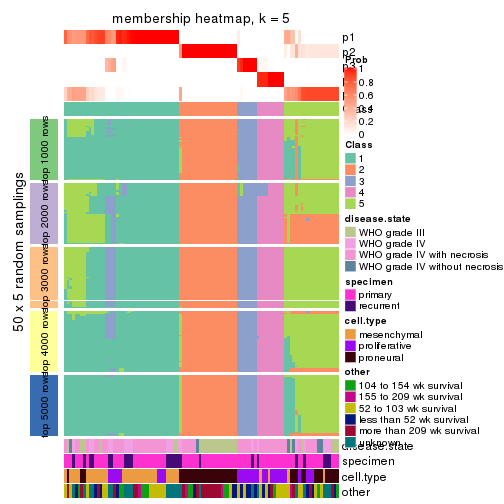 membership heatmap, k = 5
p1
p2
Prob
1
0.8
0.6
0.4
0.2
0
Class
1
2
3
4
5
disease.state
WHO grade III
WHO grade IV
WHO grade IV with necrosis
WHO grade IV without necrosis
specimen
primary
recurrent
cell.type
mesenchymal
proliferative
proneural
other
104 to 154 wk survival
155 to 209 wk survival
52 to 103 wk survival
less than 52 wk survival
more than 209 wk survival
unknown
50 x 5 random samplings
top 1000 rows
top 2000 rows
top 3000 rows
top 4000 rows
top 5000 rows
disease.state
specimen
cell.type
other